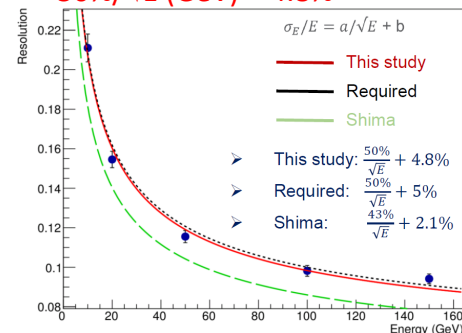 Resolution
0.22
0.2
0.18
0.16
0.14
0.12
0.1
0.08
σ_E/E = a/√E + b
This study
Required
Shima
➢ This study: 50%/√E + 4.8%
➢ Required: 50%/√E + 5%
➢ Shima: 43%/√E + 2.1%
0 20 40 60 80 100 120 140 160
Energy (GeV)